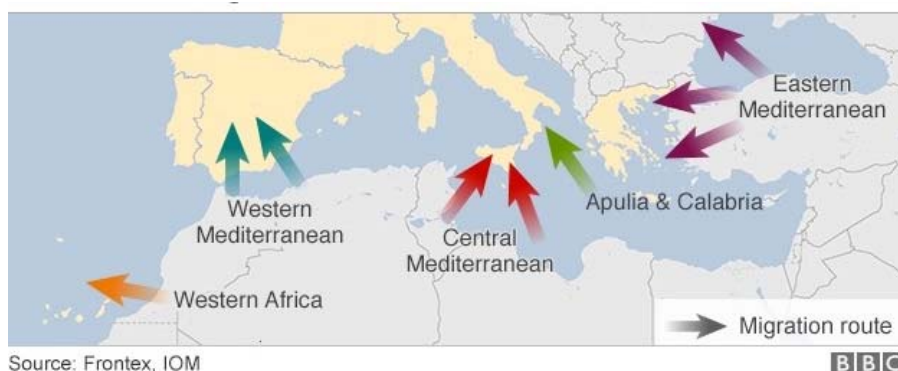 Eastern
Mediterranean
Apulia & Calabria
Western
Mediterranean
Central
Mediterranean
Western Africa
Migration route
Source: Frontex, IOM
BBC